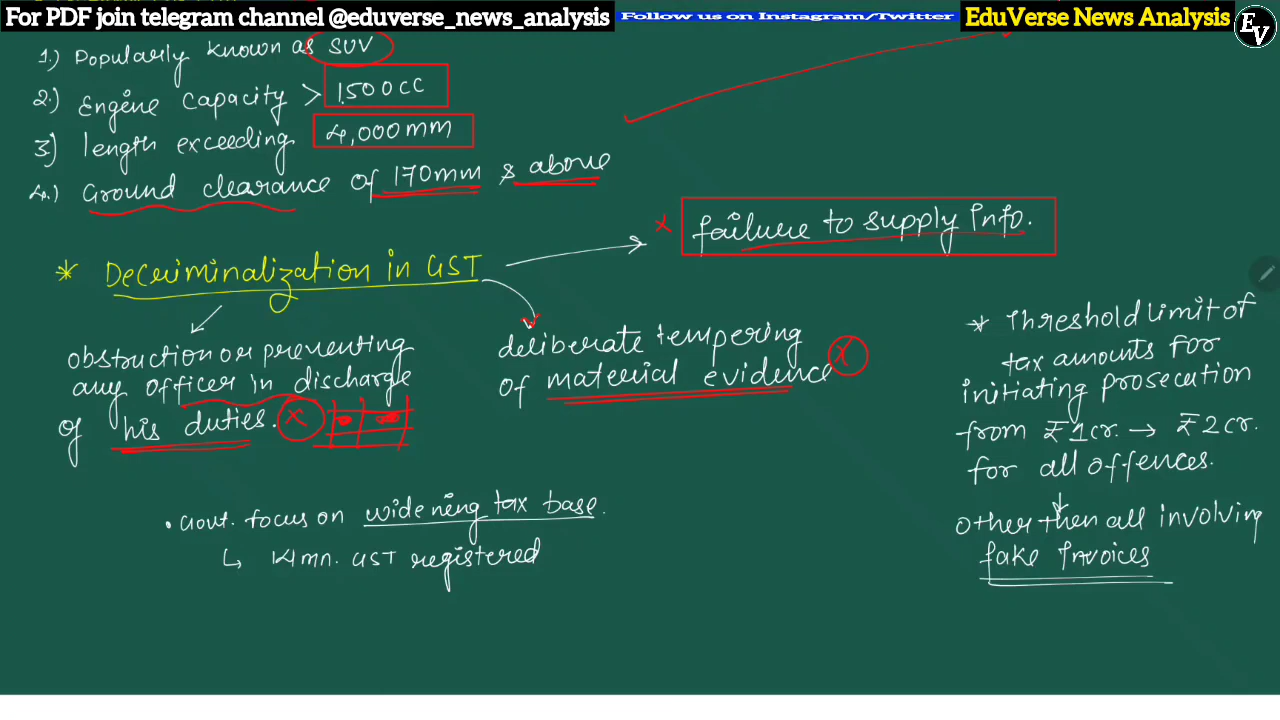 For PDF join telegram channel @eduverse_news_analysis
Follow us on Instagram/Twitter
EduVerse News Analysis
EV
1.) Popularly known as SUV
2.) Engine capacity > 1500cc
3) length exceeding 4,000mm
4.) Ground clearance of 170mm & above
x failure to supply Info.
* Decriminalization in GST
obstruction or preventing
any officer in discharge
of his duties. x
deliberate tempering
of material evidence x
* Threshold limit of
tax amounts for
initiating prosecution
from ₹1cr. → ₹2cr.
for all offences.
↓
other then all involving
fake Invoices
• Govt. focus on widening tax base.
↳ 14mn. GST registered